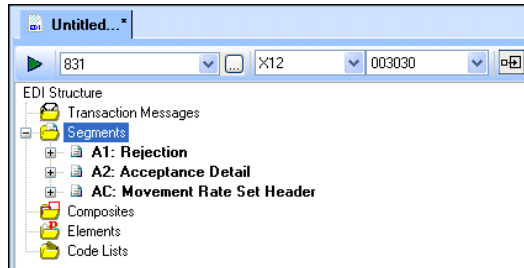 Untitled...*
831 ... X12 003030
EDI Structure
Transaction Messages
Segments
A1: Rejection
A2: Acceptance Detail
AC: Movement Rate Set Header
Composites
Elements
Code Lists